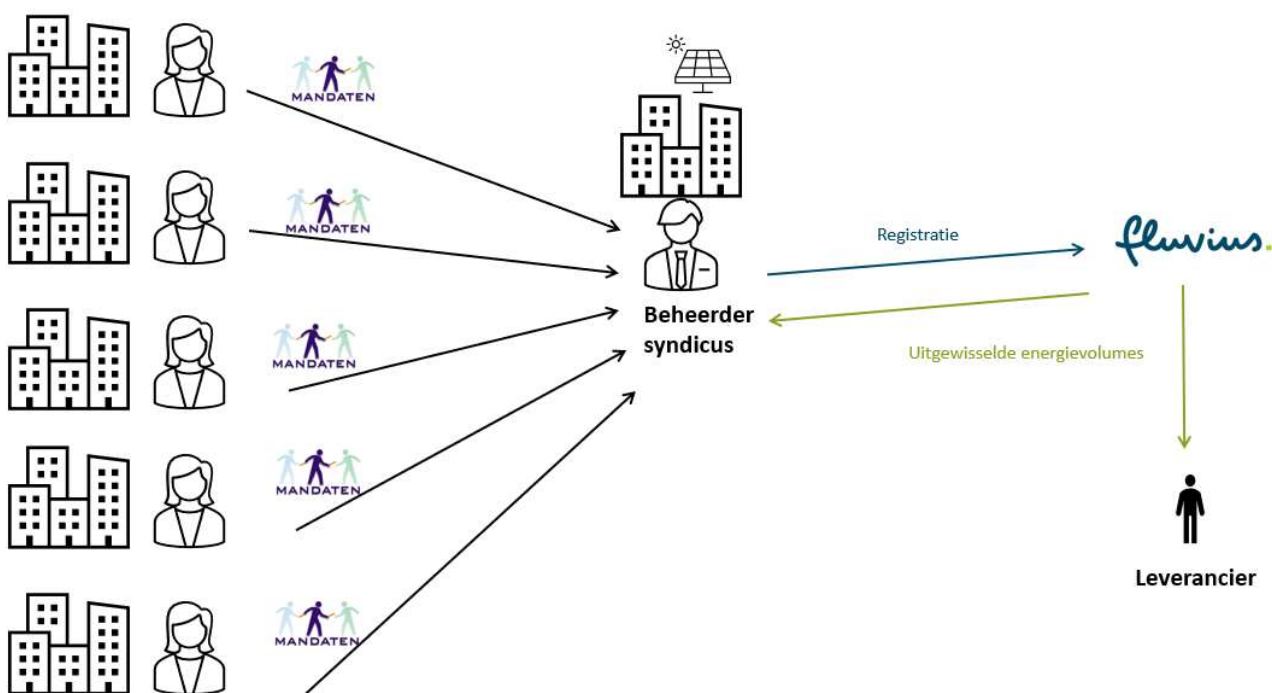 MANDATEN
MANDATEN
Registratie
fluvius.
Beheerder
syndicus
MANDATEN
Uitgewisselde energievolumes
MANDATEN
Leverancier
MANDATEN